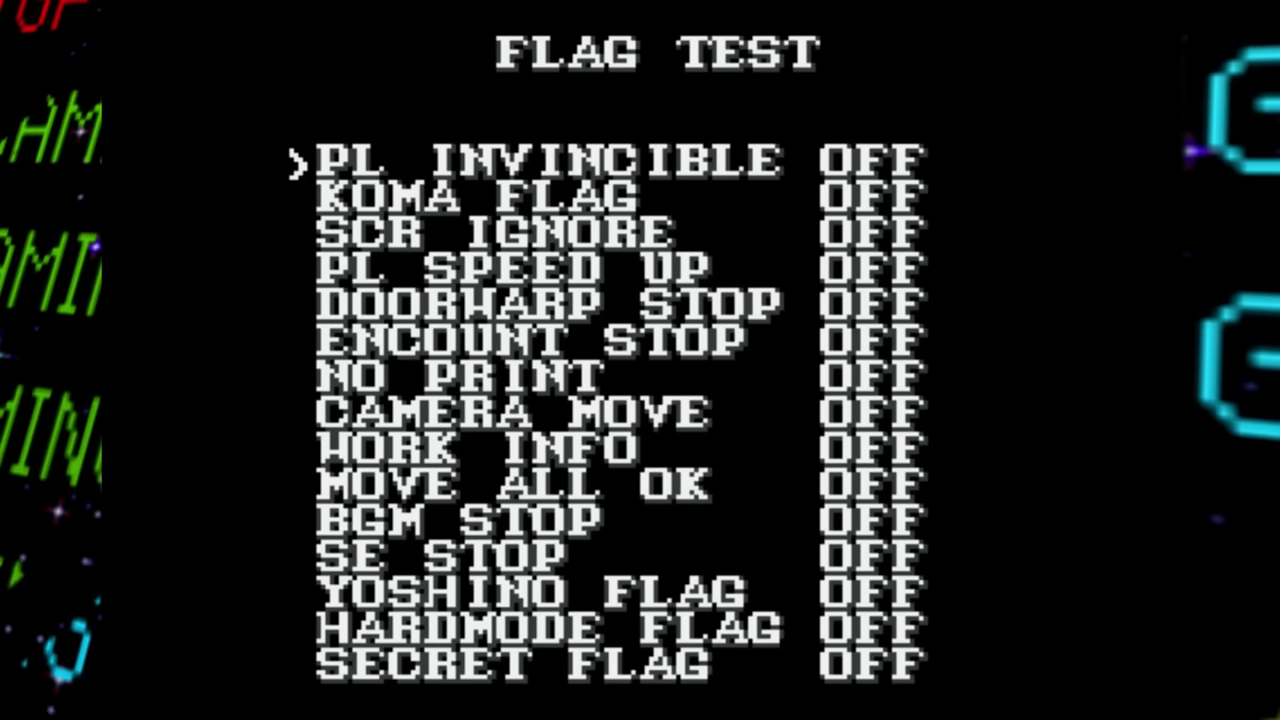 FLAG TEST
PL INVINCIBLE OFF
KOMA FLAG OFF
SCR IGNORE OFF
PL SPEED UP OFF
DOORWARP STOP OFF
ENCOUNT STOP OFF
NO PRINT OFF
CAMERA MOVE OFF
WORK INFO OFF
MOVE ALL OK OFF
BGM STOP OFF
SE STOP OFF
YOSHINO FLAG OFF
HARDMODE FLAG OFF
SECRET FLAG OFF